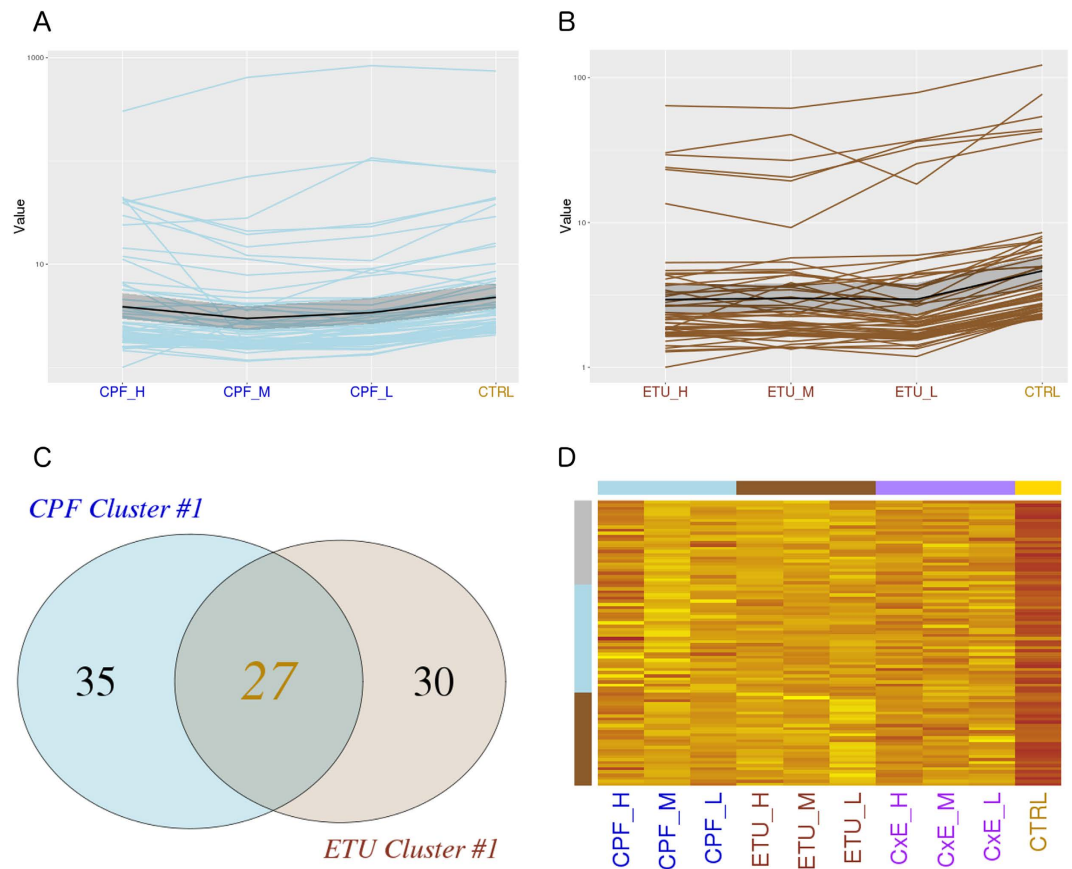 A
B
1000
10
Value
CPF_H CPF_M CPF_L CTRL
100
10
1
Value
ETU_H ETU_M ETU_L CTRL
C
D
CPF Cluster #1
35 27 30
ETU Cluster #1
CPF_H CPF_M CPF_L ETU_H ETU_M ETU_L CxE_H CxE_M CxE_L CTRL